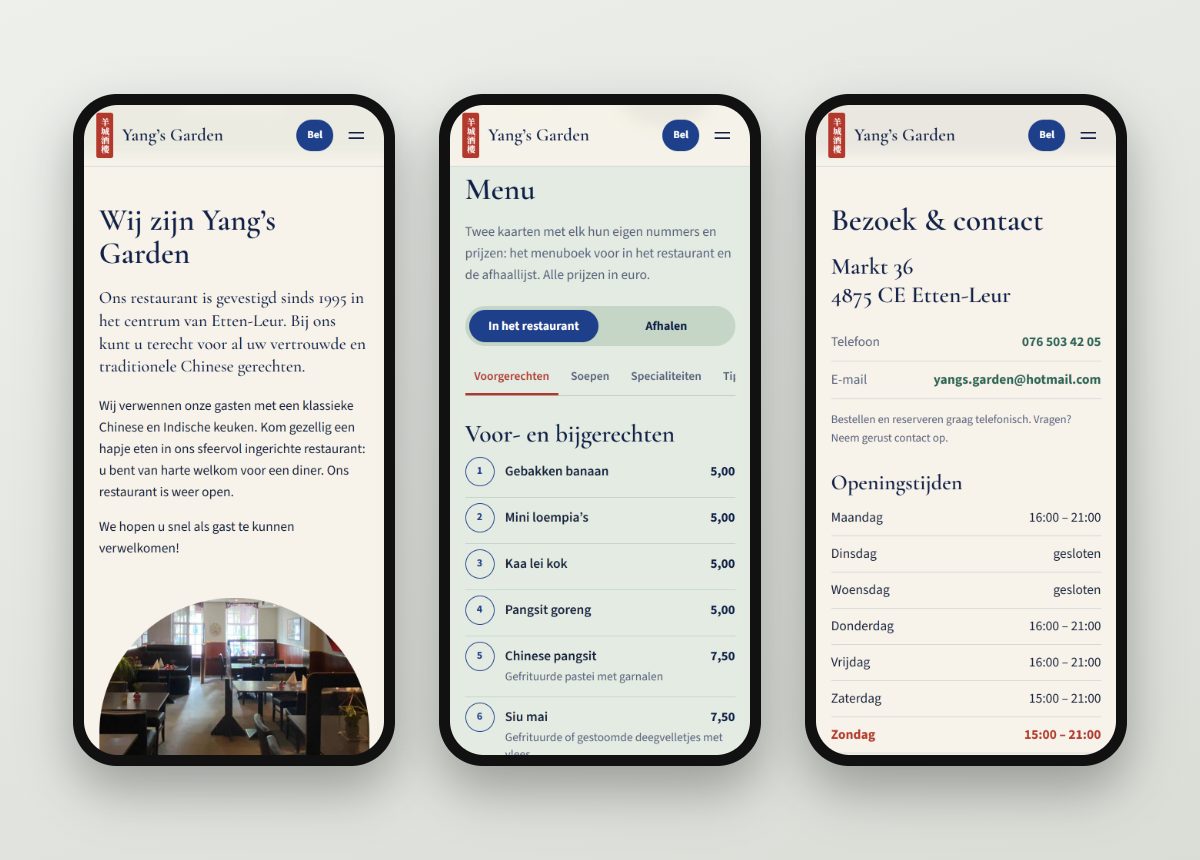 羊城酒楼
Yang’s Garden
Bel
Wij zijn Yang’s
Garden
Ons restaurant is gevestigd sinds 1995 in
het centrum van Etten-Leur. Bij ons
kunt u terecht voor al uw vertrouwde en
traditionele Chinese gerechten.
Wij verwennen onze gasten met een klassieke
Chinese en Indische keuken. Kom gezellig een
hapje eten in ons sfeervol ingerichte restaurant:
u bent van harte welkom voor een diner. Ons
restaurant is weer open.
We hopen u snel als gast te kunnen
verwelkomen!
羊城酒楼
Yang’s Garden
Bel
Menu
Twee kaarten met elk hun eigen nummers en
prijzen: het menuboek voor in het restaurant en
de afhaallijst. Alle prijzen in euro.
In het restaurant Afhalen
Voorgerechten Soepen Specialiteiten
Voor- en bijgerechten
1 Gebakken banaan 5,00
2 Mini loempia’s 5,00
3 Kaa lei kok 5,00
4 Pangsit goreng 5,00
5 Chinese pangsit 7,50
Gefrituurde pastei met garnalen
6 Siu mai 7,50
Gefrituurde of gestoomde deegvelletjes met
vlees
羊城酒楼
Yang’s Garden
Bel
Bezoek & contact
Markt 36
4875 CE Etten-Leur
Telefoon 076 503 42 05
E-mail yangs.garden@hotmail.com
Bestellen en reserveren graag telefonisch. Vragen?
Neem gerust contact op.
Openingstijden
Maandag 16:00 – 21:00
Dinsdag gesloten
Woensdag gesloten
Donderdag 16:00 – 21:00
Vrijdag 16:00 – 21:00
Zaterdag 15:00 – 21:00
Zondag 15:00 – 21:00